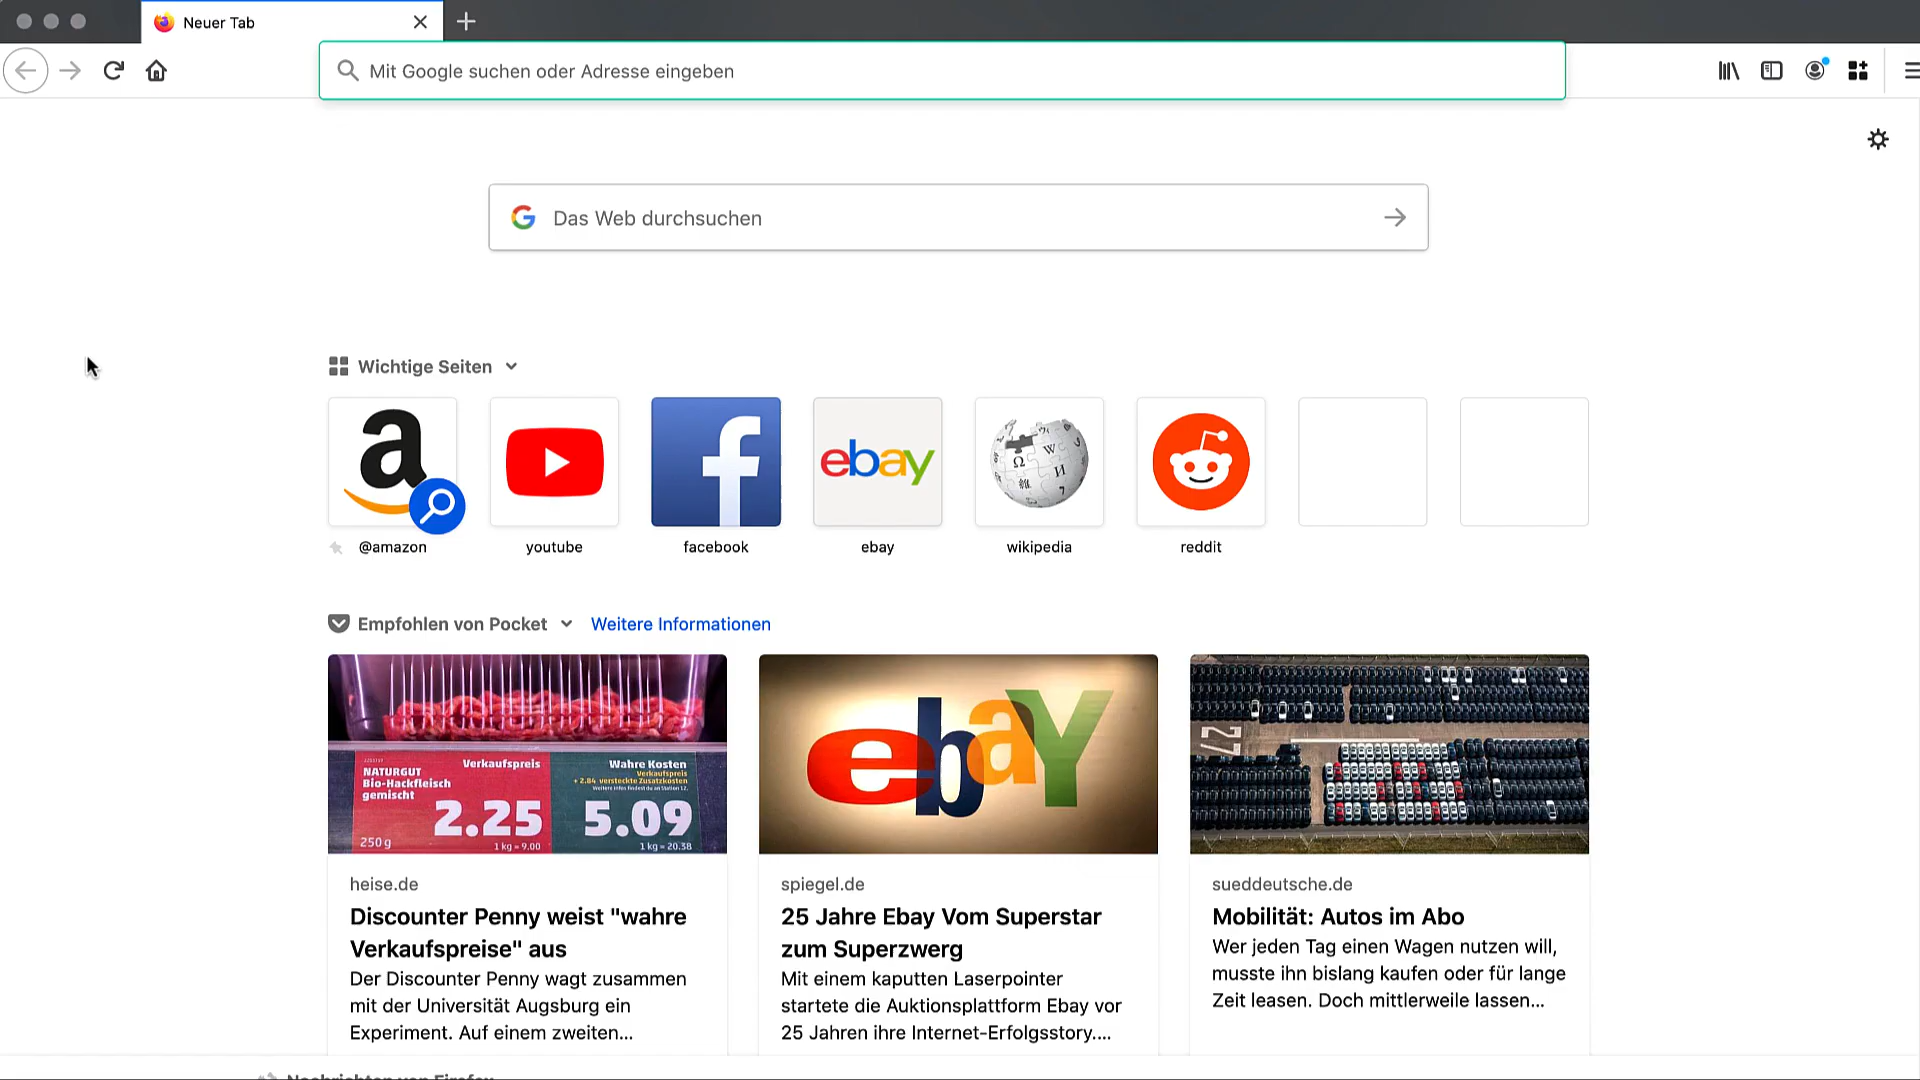 Neuer Tab
Mit Google suchen oder Adresse eingeben
Das Web durchsuchen
Wichtige Seiten
a
f
ebay
@amazon
youtube
facebook
ebay
wikipedia
reddit
Empfohlen von Pocket
Weitere Informationen
NATURGUT
Bio-Hackfleisch
gemischt
Verkaufspreis
2.25
250 g
1 kg = 9.00
Wahre Kosten
Verkaufspreis
+ 2.84 versteckte Zusatzkosten
5.09
1 kg = 20.38
ebay
27
heise.de
Discounter Penny weist "wahre
Verkaufspreise" aus
Der Discounter Penny wagt zusammen
mit der Universität Augsburg ein
Experiment. Auf einem zweiten...
spiegel.de
25 Jahre Ebay Vom Superstar
zum Superzwerg
Mit einem kaputten Laserpointer
startete die Auktionsplattform Ebay vor
25 Jahren ihre Internet-Erfolgsstory....
sueddeutsche.de
Mobilität: Autos im Abo
Wer jeden Tag einen Wagen nutzen will,
musste ihn bislang kaufen oder für lange
Zeit leasen. Doch mittlerweile lassen...
Nachrichten von Firefox